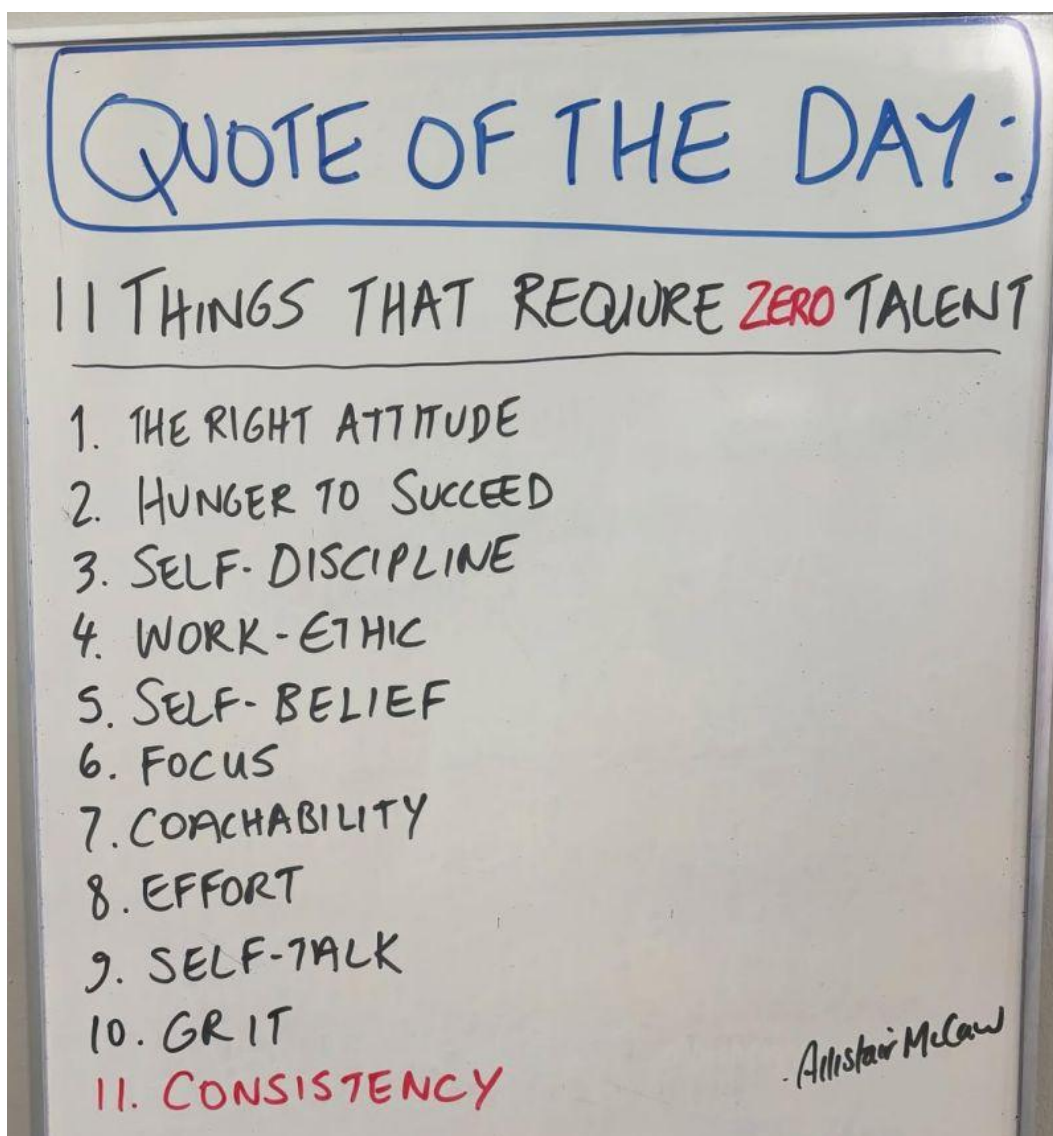 QUOTE OF THE DAY:
11 THINGS THAT REQUIURE ZERO TALENT
1. THE RIGHT ATTITUDE
2. HUNGER TO SUCCEED
3. SELF-DISCIPLINE
4. WORK-ETHIC
5. SELF-BELIEF
6. FOCUS
7. COACHABILITY
8. EFFORT
9. SELF-TALK
10. GRIT
11. CONSISTENCY
- Allistair McCaw